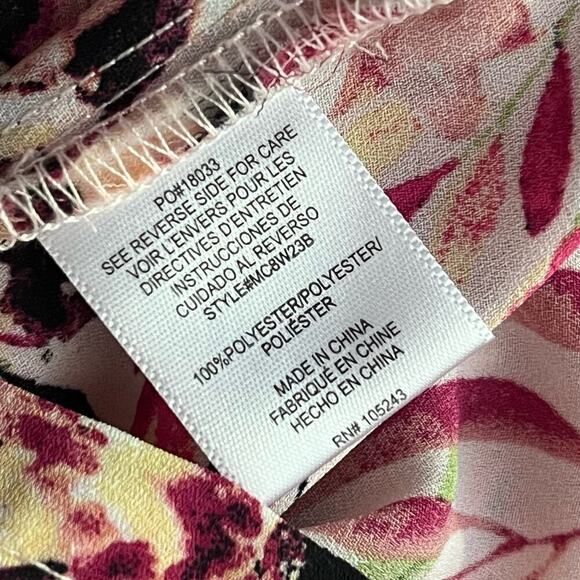 PO#18033
SEE REVERSE SIDE FOR CARE
VOIR L'ENVERS POUR LES
DIRECTIVES D'ENTRETIEN
INSTRUCCIONES DE
CUIDADO AL REVERSO
STYLE#MC8W23B
100%POLYESTER/POLYESTER/
POLIÉSTER
MADE IN CHINA
FABRIQUÉ EN CHINE
HECHO EN CHINA
RN# 105243